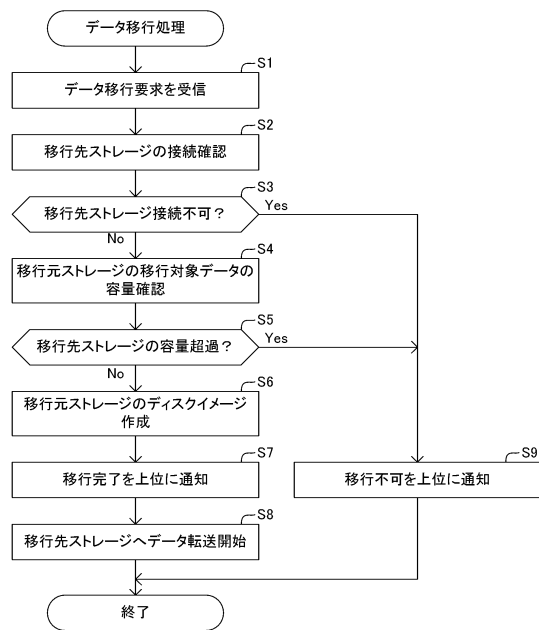 データ移行処理
S1
データ移行要求を受信
S2
移行先ストレージの接続確認
S3
移行先ストレージ接続不可？
Yes
No
S4
移行元ストレージの移行対象データの
容量確認
S5
移行先ストレージの容量超過？
Yes
No
S6
移行元ストレージのディスクイメージ
作成
S7
移行完了を上位に通知
S9
移行不可を上位に通知
S8
移行先ストレージへデータ転送開始
終了